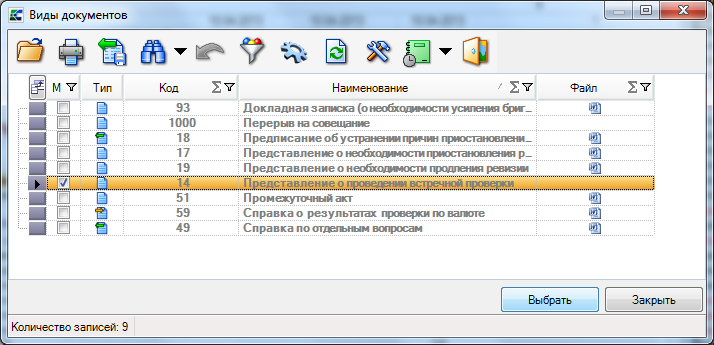 Виды документов
М Тип Код Σ Наименование Σ Файл Σ
93 Докладная записка (о необходимости усиления бриг...
1000 Перерыв на совещание
18 Предписание об устранении причин приостановлени...
17 Представление о необходимости приостановления р...
19 Представление о необходимости продления ревизии
14 Представление о проведении встречной проверки
51 Промежуточный акт
59 Справка о результатах проверки по валюте
49 Справка по отдельным вопросам
Выбрать Закрыть
Количество записей: 9